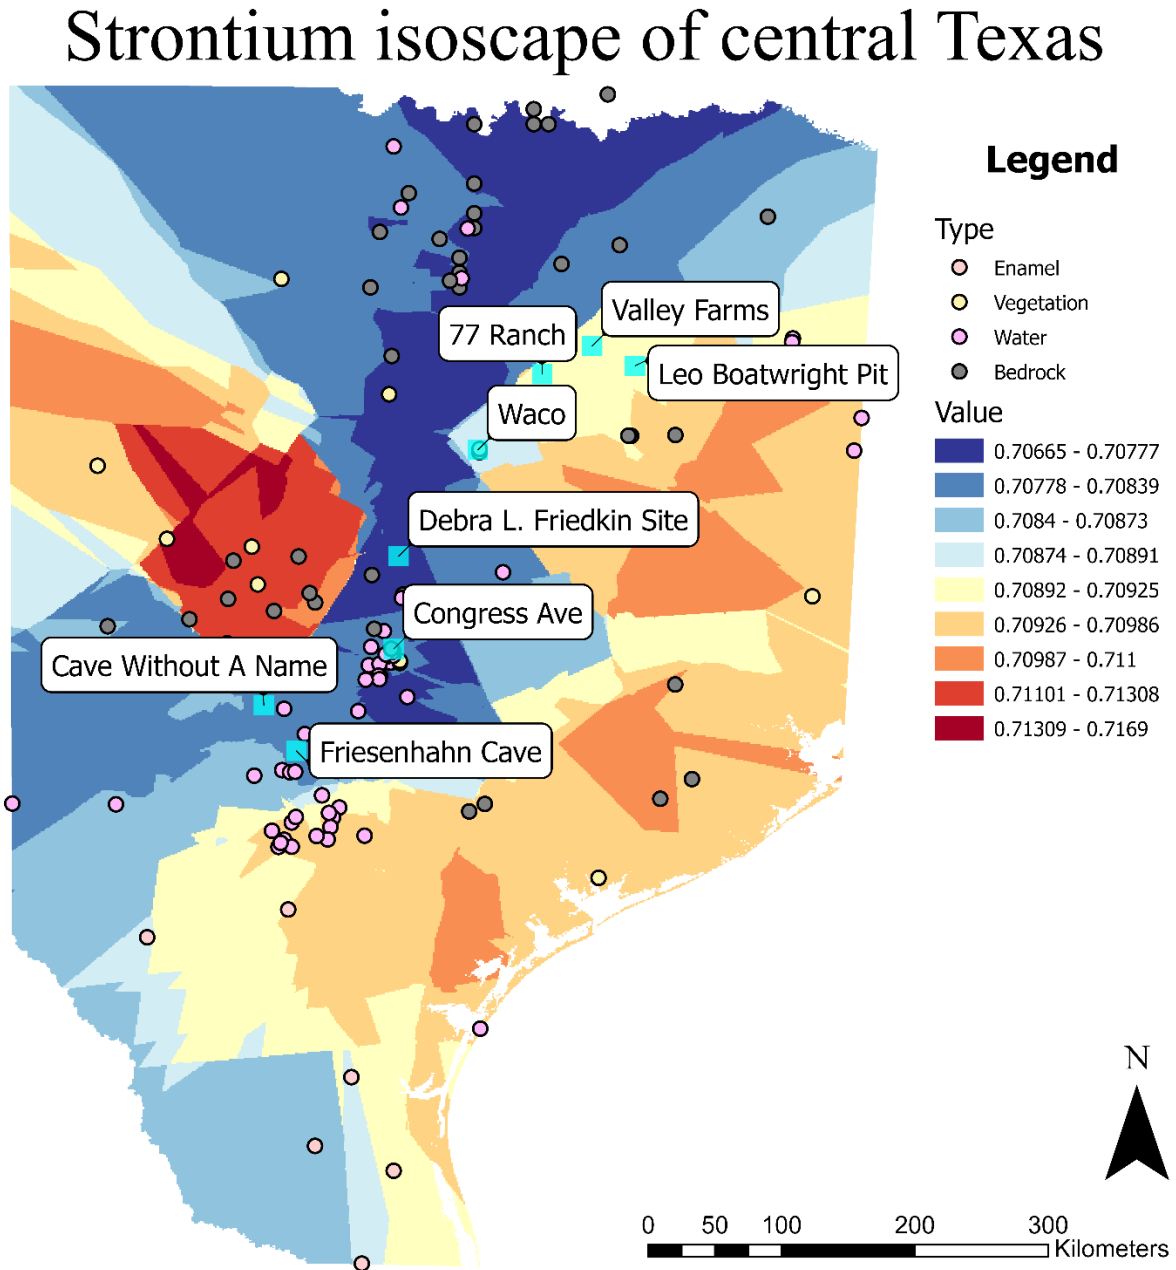 Strontium isoscape of central Texas
Legend
Type
Enamel
Vegetation
Water
Bedrock
Value
0.70665 - 0.70777
0.70778 - 0.70839
0.7084 - 0.70873
0.70874 - 0.70891
0.70892 - 0.70925
0.70926 - 0.70986
0.70987 - 0.711
0.71101 - 0.71308
0.71309 - 0.7169
Valley Farms
77 Ranch
Leo Boatwright Pit
Waco
Debra L. Friedkin Site
Congress Ave
Cave Without A Name
Friesenhahn Cave
N
0 50 100 200 300
Kilometers